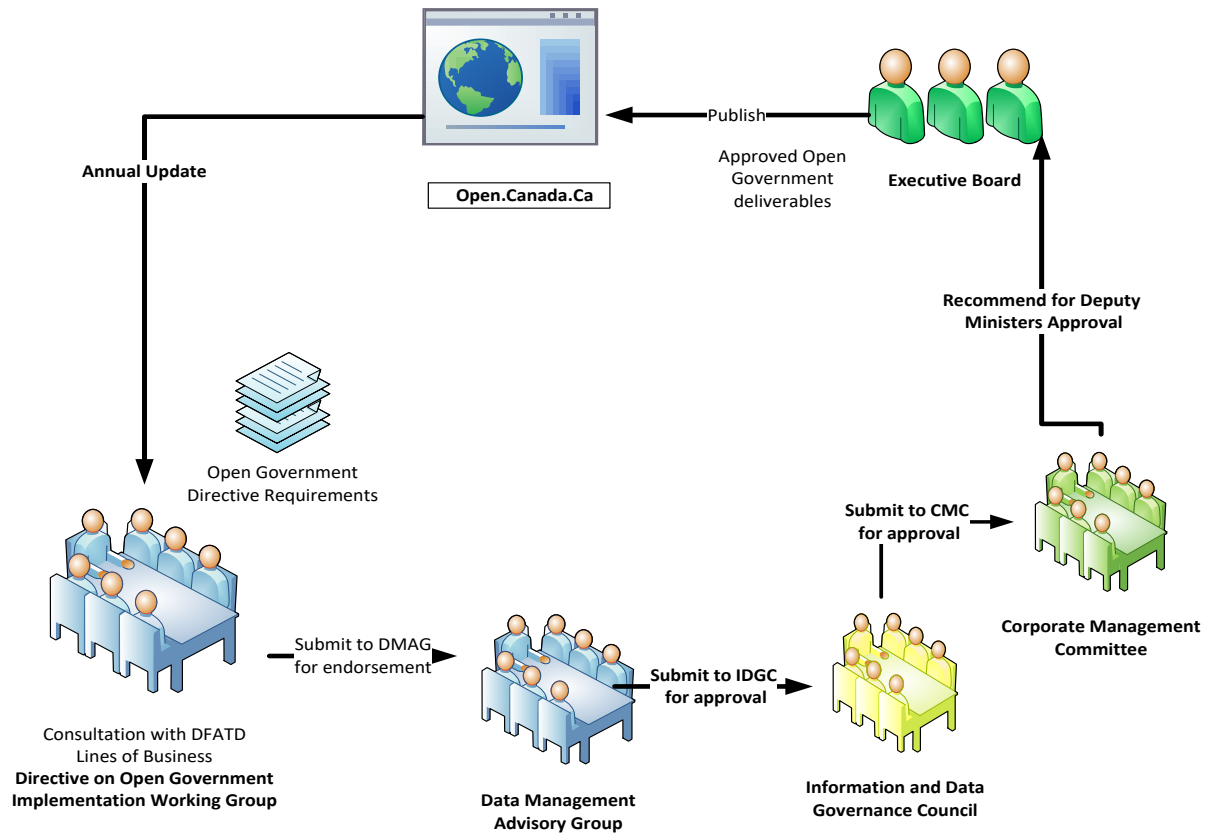 Publish
Approved Open
Government
deliverables
Executive Board
Open.Canada.Ca
Annual Update
Recommend for Deputy
Ministers Approval
Open Government
Directive Requirements
Submit to CMC
for approval
Corporate Management
Committee
Submit to DMAG
for endorsement
Submit to IDGC
for approval
Consultation with DFATD
Lines of Business
Directive on Open Government
Implementation Working Group
Data Management
Advisory Group
Information and Data
Governance Council